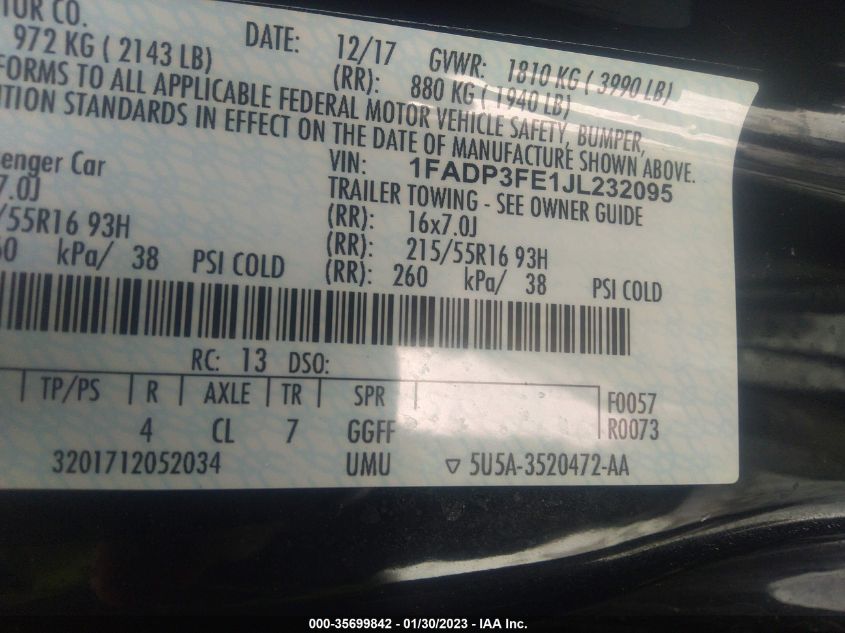 TOR CO.
DATE: 12/17 GVWR: 1810 KG ( 3990 LB)
972 KG ( 2143 LB) (RR): 880 KG ( 1940 LB)
FORMS TO ALL APPLICABLE FEDERAL MOTOR VEHICLE SAFETY, BUMPER,
TION STANDARDS IN EFFECT ON THE DATE OF MANUFACTURE SHOWN ABOVE.
enger Car VIN: 1FADP3FE1JL232095
TRAILER TOWING - SEE OWNER GUIDE
7.0J (RR): 16x7.0J
/55R16 93H (RR): 215/55R16 93H
60 kPa/ 38 PSI COLD (RR): 260 kPa/ 38 PSI COLD
RC: 13 DSO:
TP/PS R AXLE TR SPR F0057
4 CL 7 GGFF R0073
3201712052034 UMU ▽ 5U5A-3520472-AA
000-35699842 — 01/30/2023 — IAA Inc.